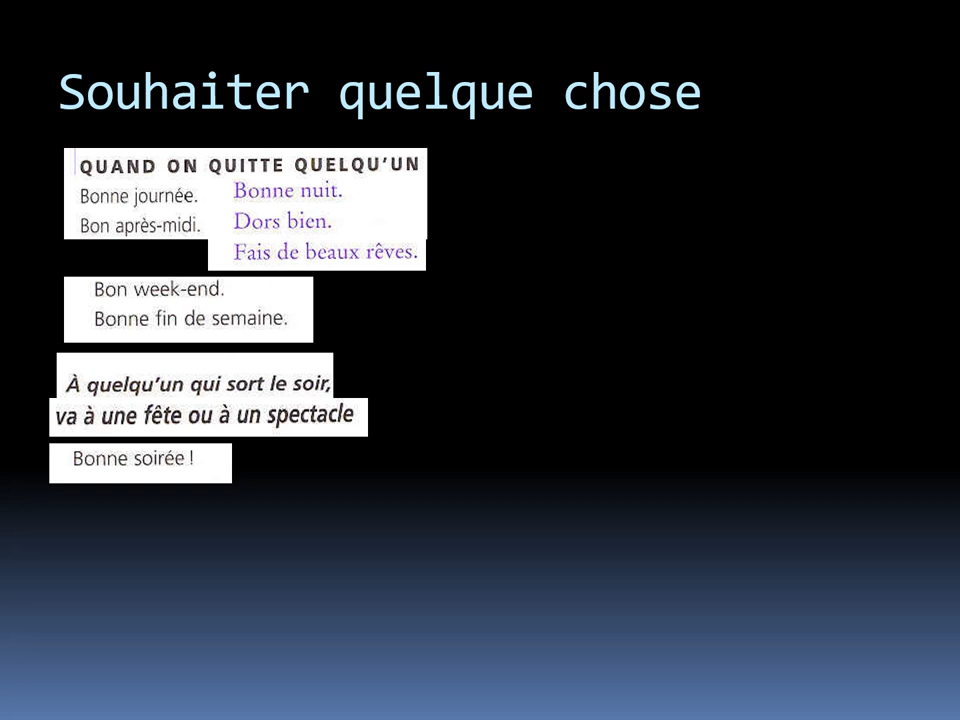 Souhaiter quelque chose
QUAND ON QUITTE QUELQU'UN
Bonne journée.
Bon après-midi.
Bonne nuit.
Dors bien.
Fais de beaux rêves.
Bon week-end.
Bonne fin de semaine.
À quelqu'un qui sort le soir,
va à une fête ou à un spectacle
Bonne soirée !